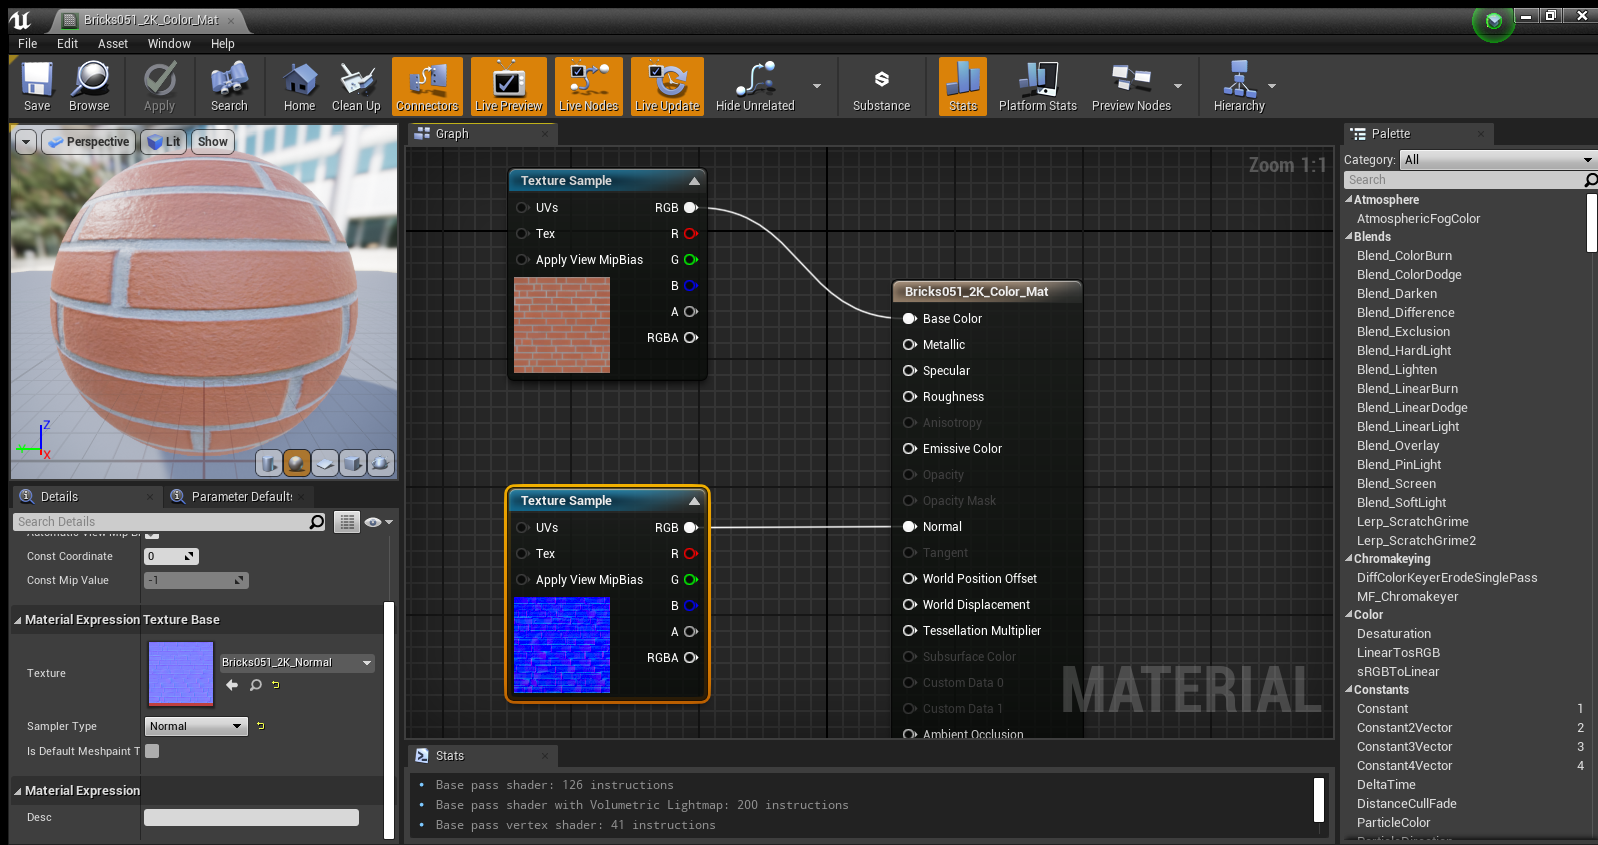 Bricks051_2K_Color_Mat
File Edit Asset Window Help
Save Browse Apply Search Home Clean Up Connectors Live Preview Live Nodes Live Update Hide Unrelated Substance Stats Platform Stats Preview Nodes Hierarchy
Perspective Lit Show
Z
X
Details Parameter Defaults
Search Details
Automatic View Mip Bi
Const Coordinate 0
Const Mip Value -1
Material Expression Texture Base
Texture Bricks051_2K_Normal
Sampler Type Normal
Is Default Meshpaint T
Material Expression
Desc
Graph
Zoom 1:1
Texture Sample
UVs RGB
Tex R
Apply View MipBias G
B
A
RGBA
Texture Sample
UVs RGB
Tex R
Apply View MipBias G
B
A
RGBA
Bricks051_2K_Color_Mat
Base Color
Metallic
Specular
Roughness
Anisotropy
Emissive Color
Opacity
Opacity Mask
Normal
Tangent
World Position Offset
World Displacement
Tessellation Multiplier
Subsurface Color
Custom Data 0
Custom Data 1
Ambient Occlusion
MATERIAL
Stats
• Base pass shader: 126 instructions
• Base pass shader with Volumetric Lightmap: 200 instructions
• Base pass vertex shader: 41 instructions
Palette
Category: All
Search
Atmosphere
AtmosphericFogColor
Blends
Blend_ColorBurn
Blend_ColorDodge
Blend_Darken
Blend_Difference
Blend_Exclusion
Blend_HardLight
Blend_Lighten
Blend_LinearBurn
Blend_LinearDodge
Blend_LinearLight
Blend_Overlay
Blend_PinLight
Blend_Screen
Blend_SoftLight
Lerp_ScratchGrime
Lerp_ScratchGrime2
Chromakeying
DiffColorKeyerErodeSinglePass
MF_Chromakeyer
Color
Desaturation
LinearTosRGB
sRGBToLinear
Constants
Constant 1
Constant2Vector 2
Constant3Vector 3
Constant4Vector 4
DeltaTime
DistanceCullFade
ParticleColor
ParticleDirection